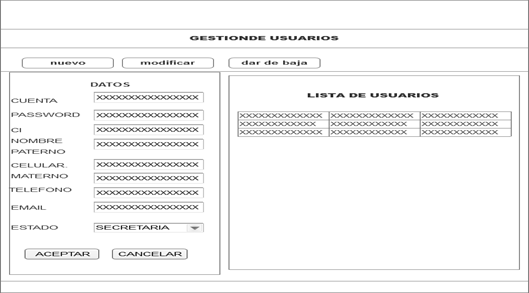 GESTIONDE USUARIOS
nuevo modificar dar de baja
DATOS
CUENTA XXXXXXXXXXXXXXXX
PASSWORD XXXXXXXXXXXXXXXX
CI XXXXXXXXXXXXXXXX
NOMBRE XXXXXXXXXXXXXXXX
PATERNO
CELULAR. XXXXXXXXXXXXXXXX
MATERNO XXXXXXXXXXXXXXXX
TELEFONO XXXXXXXXXXXXXXXX
EMAIL XXXXXXXXXXXXXXXX
ESTADO SECRETARIA
ACEPTAR CANCELAR
LISTA DE USUARIOS
XXXXXXXXXXXXX XXXXXXXXXXXXX XXXXXXXXXXXX
XXXXXXXXXXXX XXXXXXXXXXXX XXXXXXXXXXXX
XXXXXXXXXXXXX XXXXXXXXXXXX XXXXXXXXXXXX